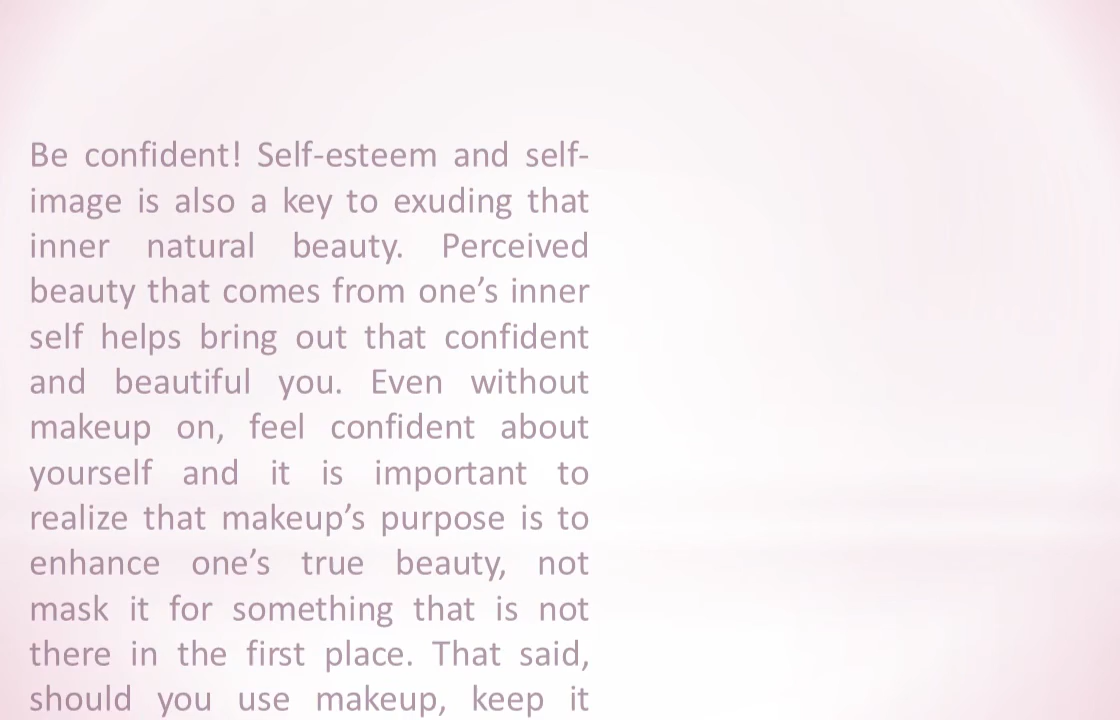 Be confident! Self-esteem and self-
image is also a key to exuding that
inner natural beauty. Perceived
beauty that comes from one’s inner
self helps bring out that confident
and beautiful you. Even without
makeup on, feel confident about
yourself and it is important to
realize that makeup’s purpose is to
enhance one’s true beauty, not
mask it for something that is not
there in the first place. That said,
should you use makeup, keep it